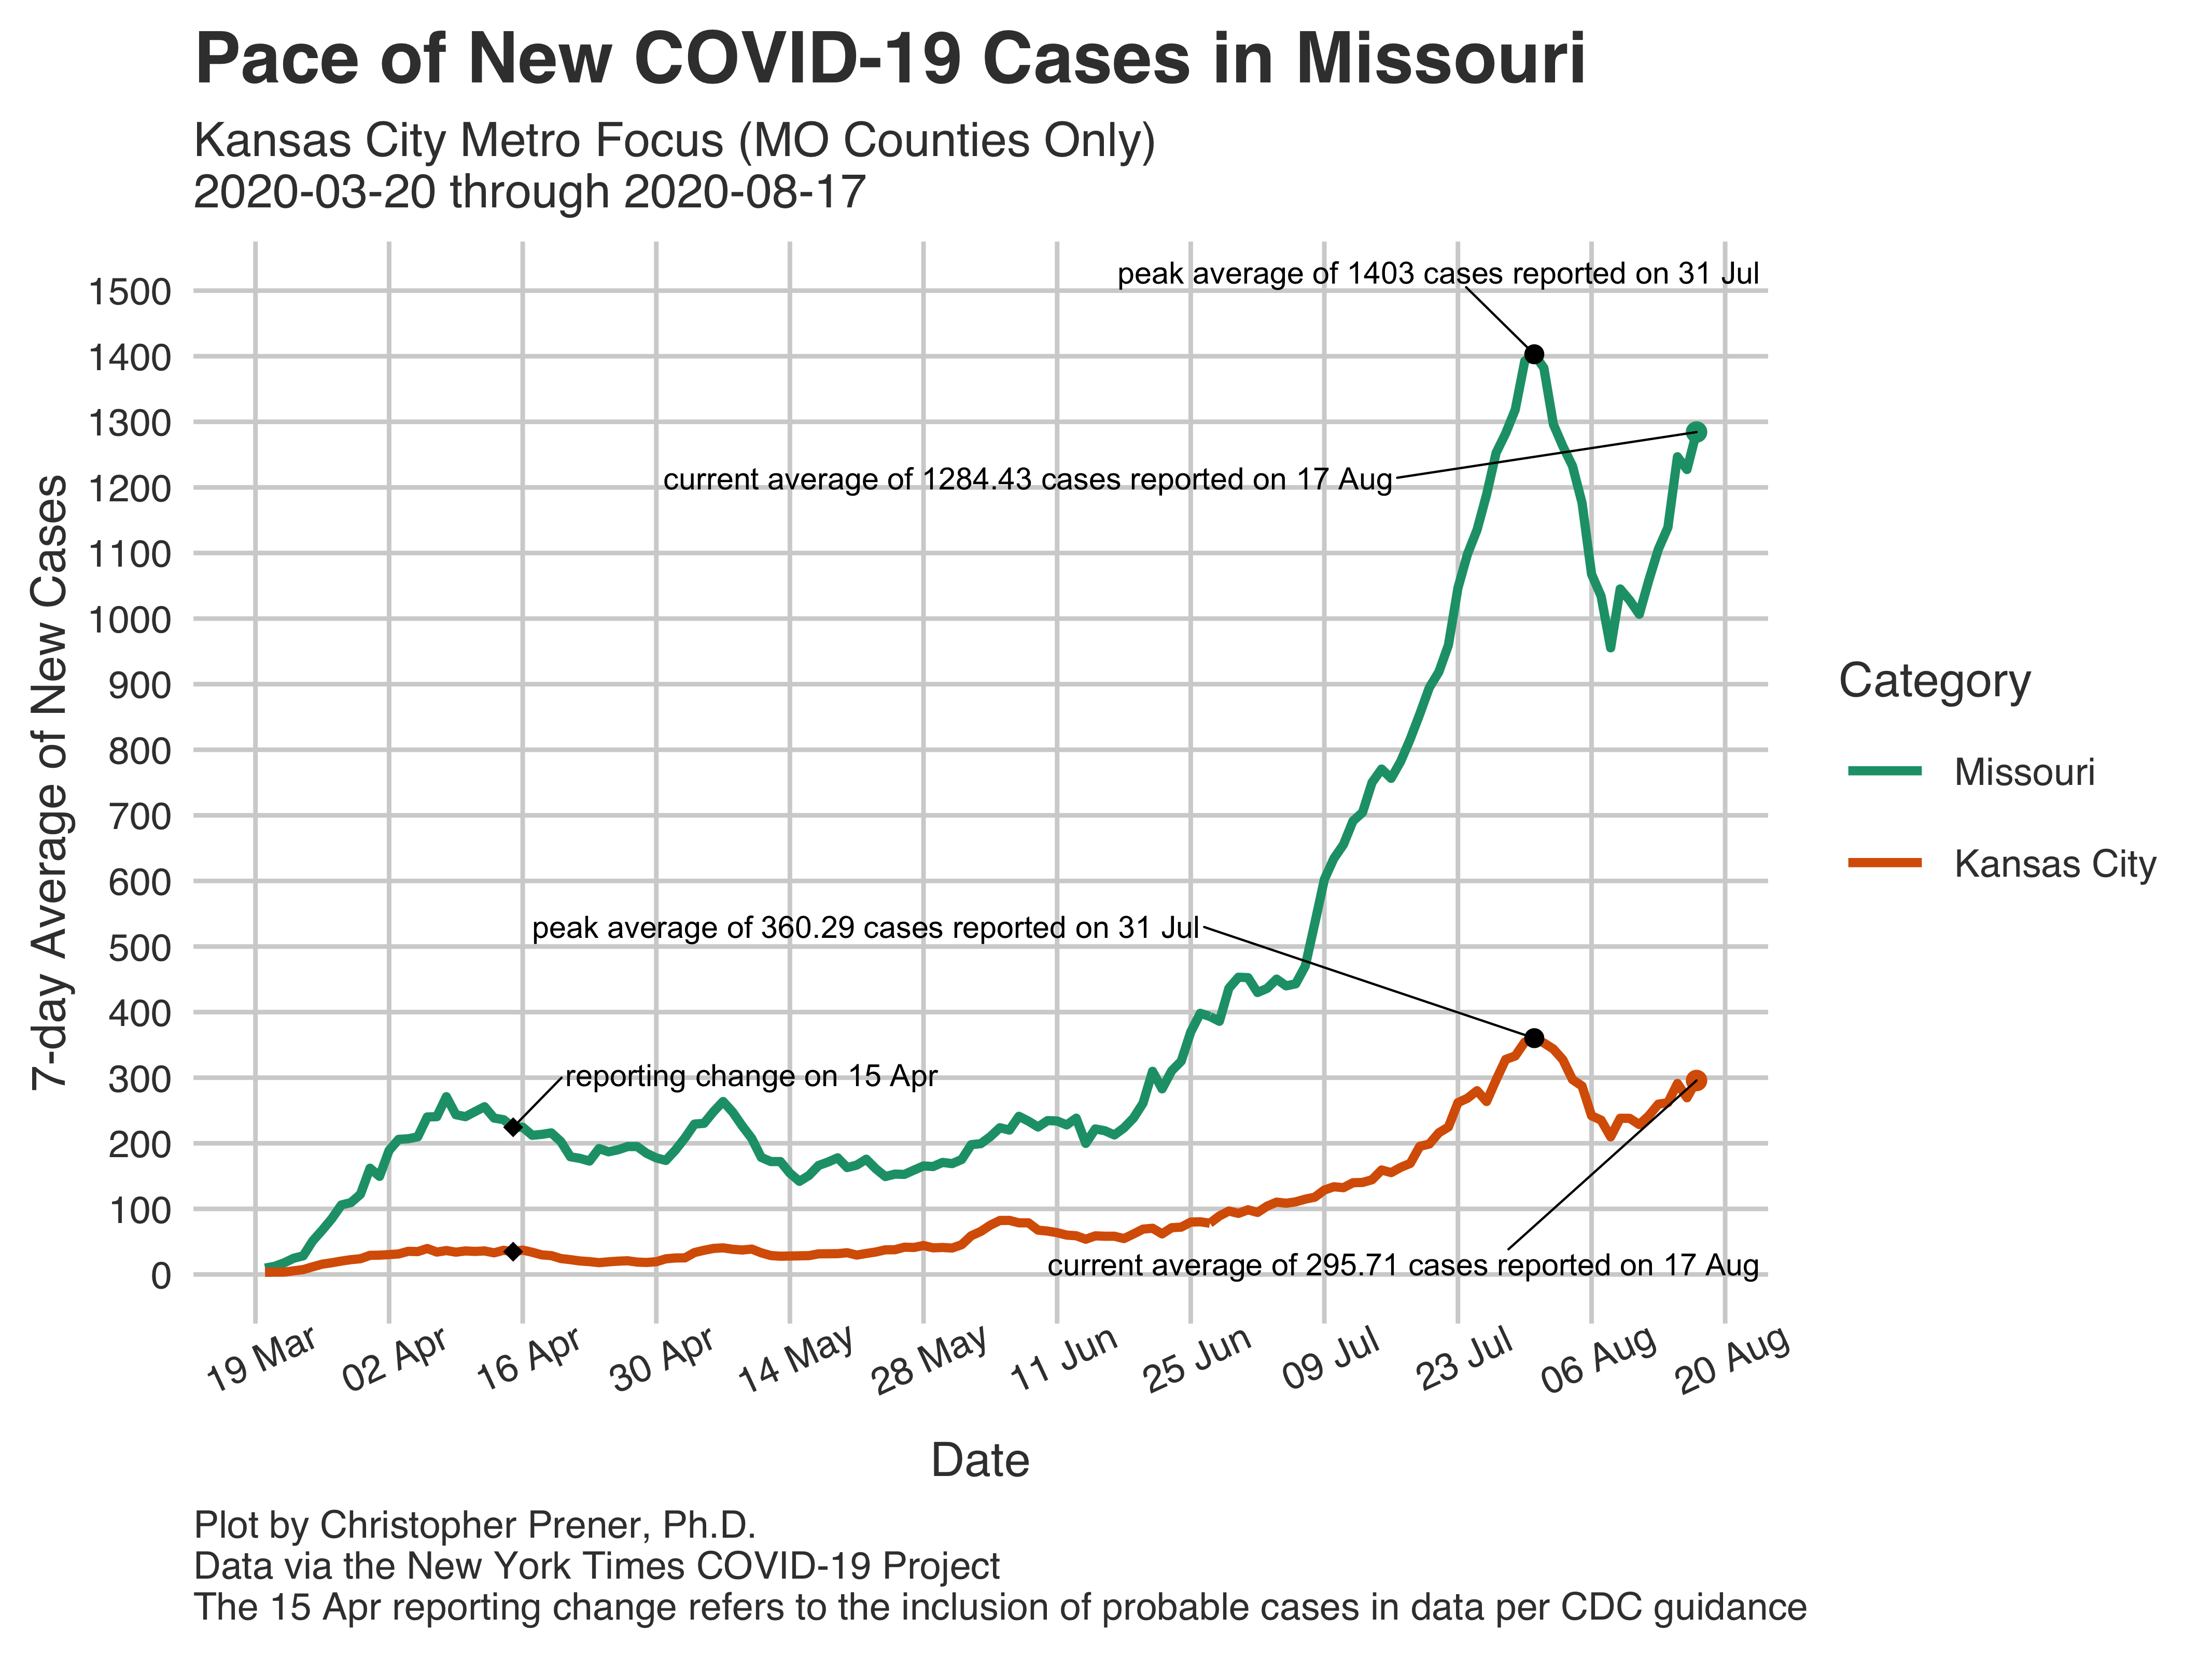 Pace of New COVID-19 Cases in Missouri
Kansas City Metro Focus (MO Counties Only)
2020-03-20 through 2020-08-17
7-day Average of New Cases
1500
1400
1300
1200
1100
1000
900
800
700
600
500
400
300
200
100
0
peak average of 1403 cases reported on 31 Jul
current average of 1284.43 cases reported on 17 Aug
peak average of 360.29 cases reported on 31 Jul
reporting change on 15 Apr
current average of 295.71 cases reported on 17 Aug
Category
Missouri
Kansas City
19 Mar
02 Apr
16 Apr
30 Apr
14 May
28 May
11 Jun
25 Jun
09 Jul
23 Jul
06 Aug
20 Aug
Date
Plot by Christopher Prener, Ph.D.
Data via the New York Times COVID-19 Project
The 15 Apr reporting change refers to the inclusion of probable cases in data per CDC guidance